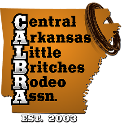 Central
Arkansas
Little
Britches
Rodeo
Assn.
EST. 2003